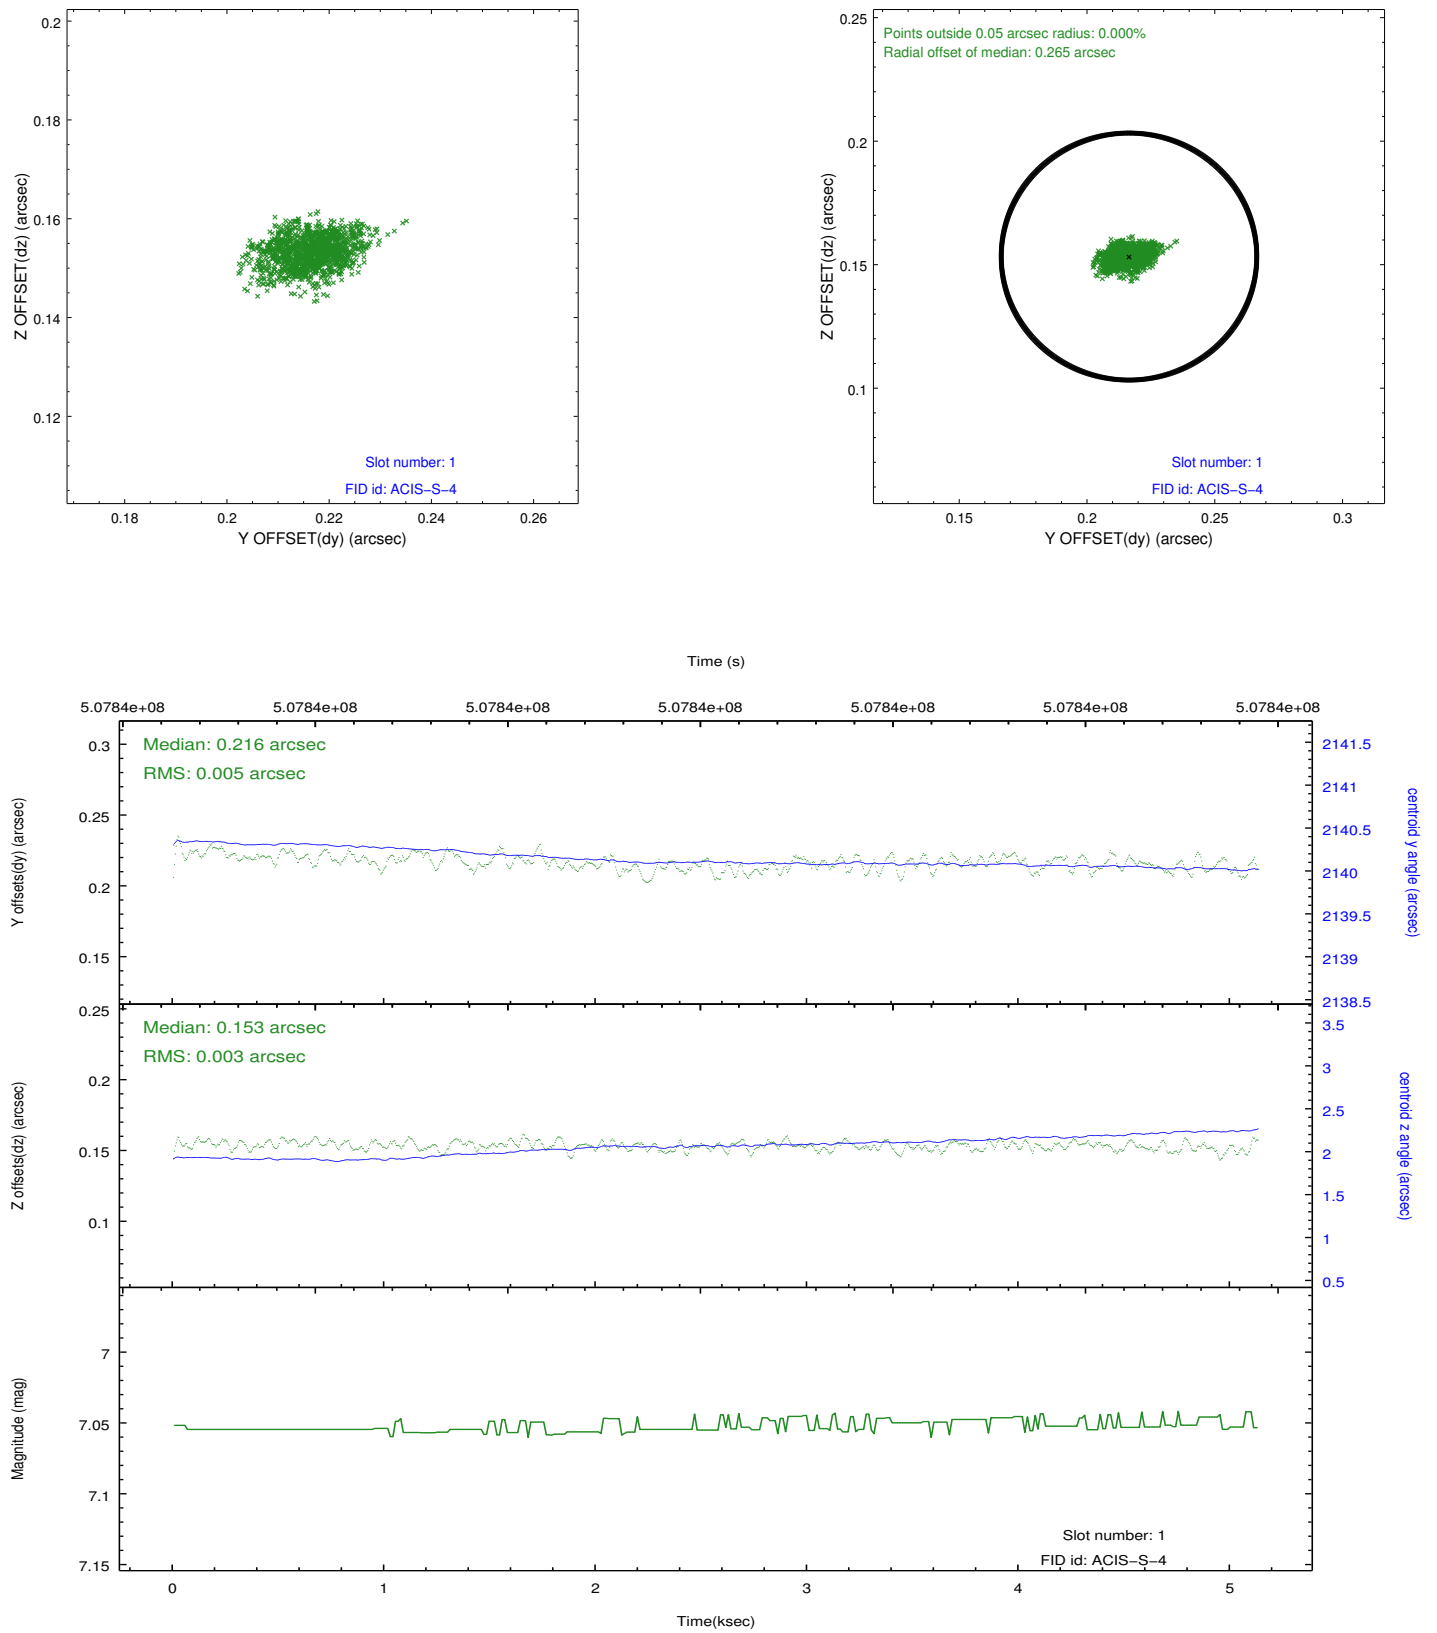 0.2
0.18
0.16
0.14
0.12
Z OFFSET(dz) (arcsec)
Slot number: 1
FID id: ACIS−S−4
0.18 0.2 0.22 0.24 0.26
Y OFFSET(dy) (arcsec)
0.25
0.2
0.15
0.1
Z OFFSET(dz) (arcsec)
Points outside 0.05 arcsec radius: 0.000%
Radial offset of median: 0.265 arcsec
Slot number: 1
FID id: ACIS−S−4
0.15 0.2 0.25 0.3
Y OFFSET(dy) (arcsec)
Time (s)
5.0784e+08 5.0784e+08 5.0784e+08 5.0784e+08 5.0784e+08 5.0784e+08 5.0784e+08
Median: 0.216 arcsec
RMS: 0.005 arcsec
0.3
0.25
0.2
0.15
Y offsets(dy) (arcsec)
2141.5
2141
2140.5
2140
2139.5
2139
2138.5
centroid y angle (arcsec)
Median: 0.153 arcsec
RMS: 0.003 arcsec
0.25
0.2
0.15
0.1
Z offsets(dz) (arcsec)
3.5
3
2.5
2
1.5
1
0.5
centroid z angle (arcsec)
7
7.05
7.1
7.15
Magnitude (mag)
Slot number: 1
FID id: ACIS−S−4
0 1 2 3 4 5
Time(ksec)